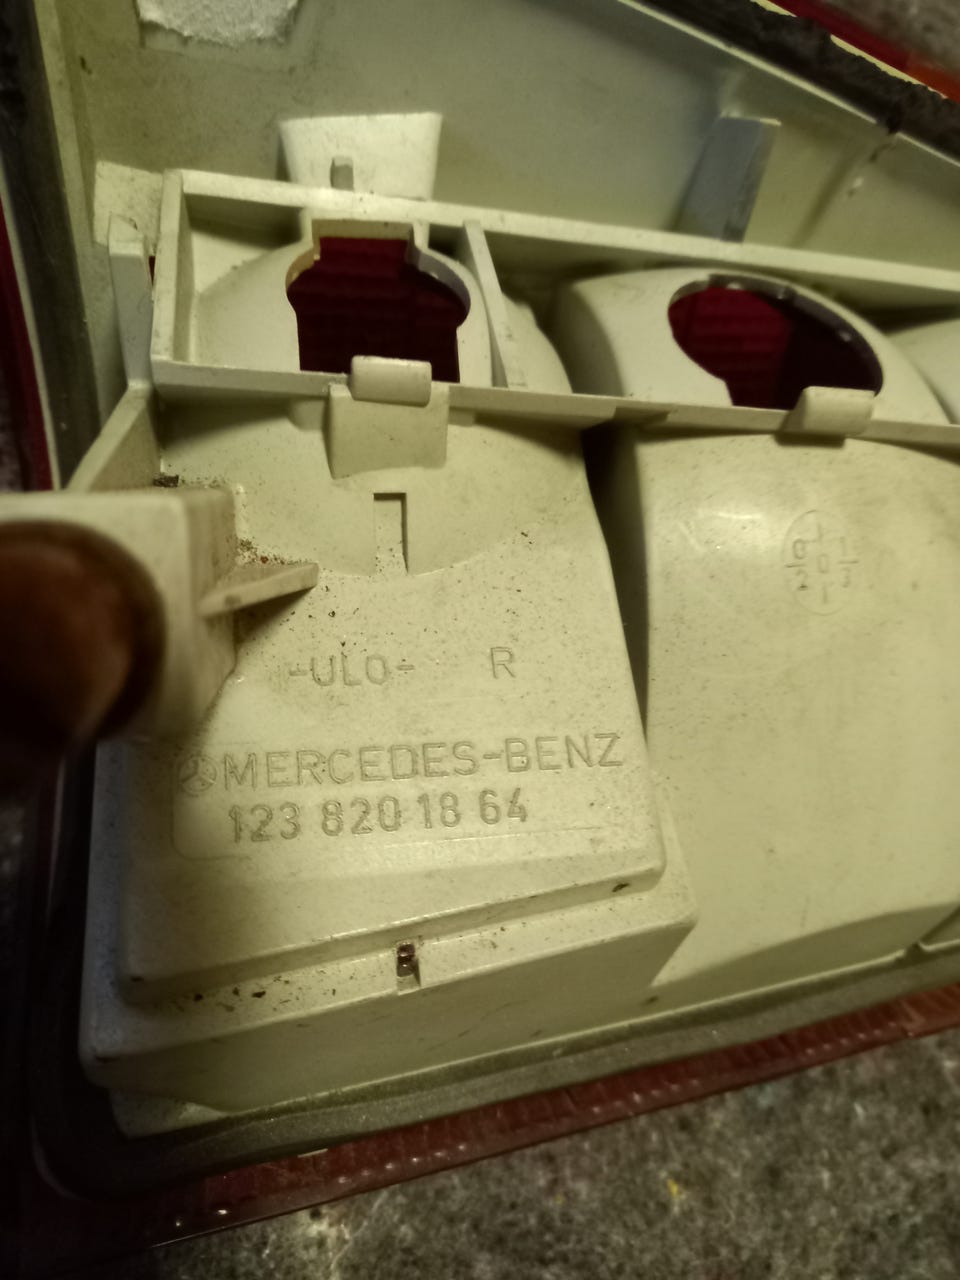 -ULO- R
MERCEDES-BENZ
123 820 18 64